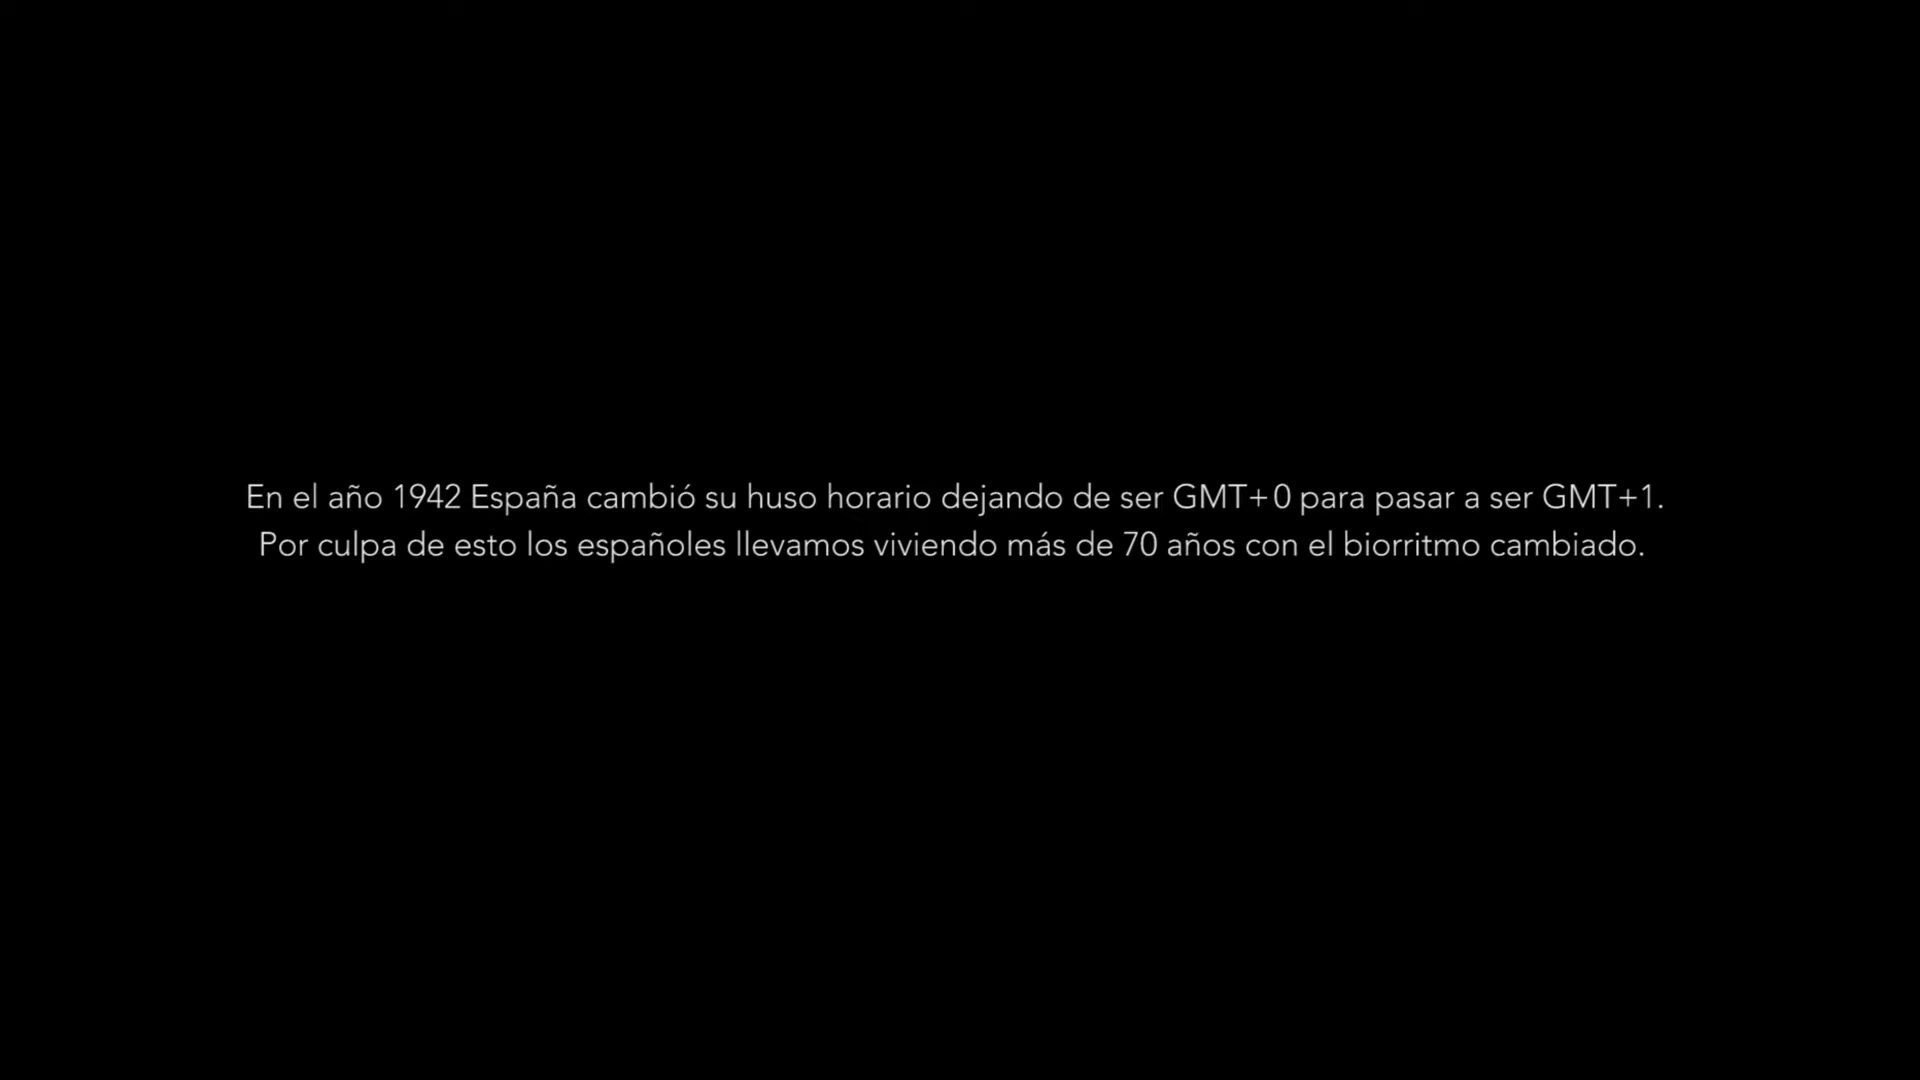 En el año 1942 España cambió su huso horario dejando de ser GMT+0 para pasar a ser GMT+1.
Por culpa de esto los españoles llevamos viviendo más de 70 años con el biorritmo cambiado.